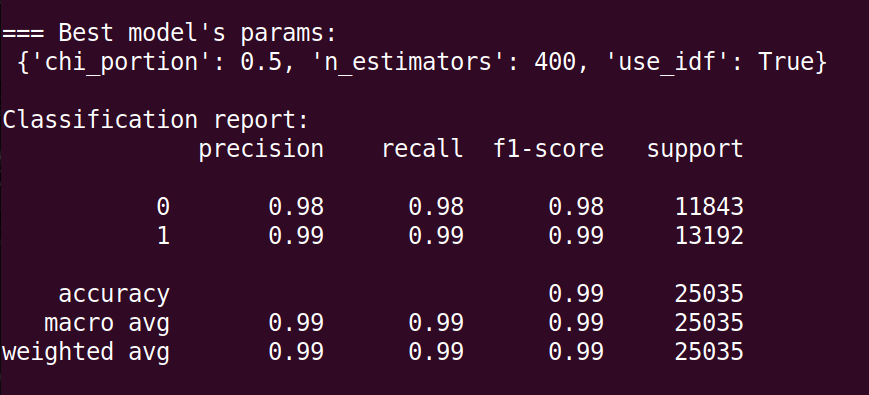 === Best model's params:
 {'chi_portion': 0.5, 'n_estimators': 400, 'use_idf': True}
Classification report:
              precision    recall  f1-score   support
           0       0.98      0.98      0.98     11843
           1       0.99      0.99      0.99     13192
    accuracy                           0.99     25035
   macro avg       0.99      0.99      0.99     25035
weighted avg       0.99      0.99      0.99     25035